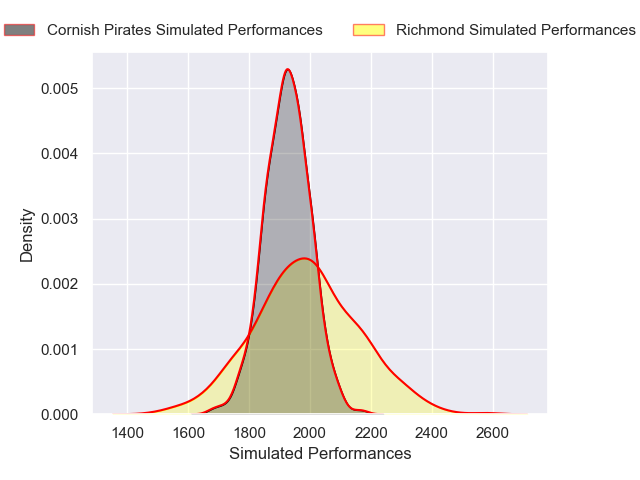 Cornish Pirates Simulated Performances
Richmond Simulated Performances
Density
0.005
0.004
0.003
0.002
0.001
0.000
1400 1600 1800 2000 2200 2400 2600
Simulated Performances